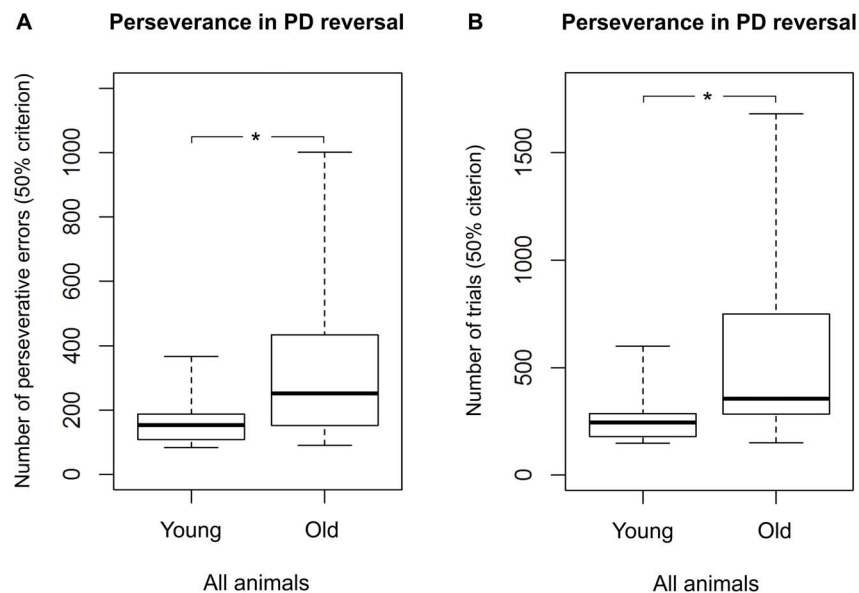 A
Perseverance in PD reversal
Number of perseverative errors (50% criterion)
0
200
400
600
800
1000
*
Young
Old
All animals
B
Perseverance in PD reversal
Number of trials (50% citerion)
0
500
1000
1500
*
Young
Old
All animals